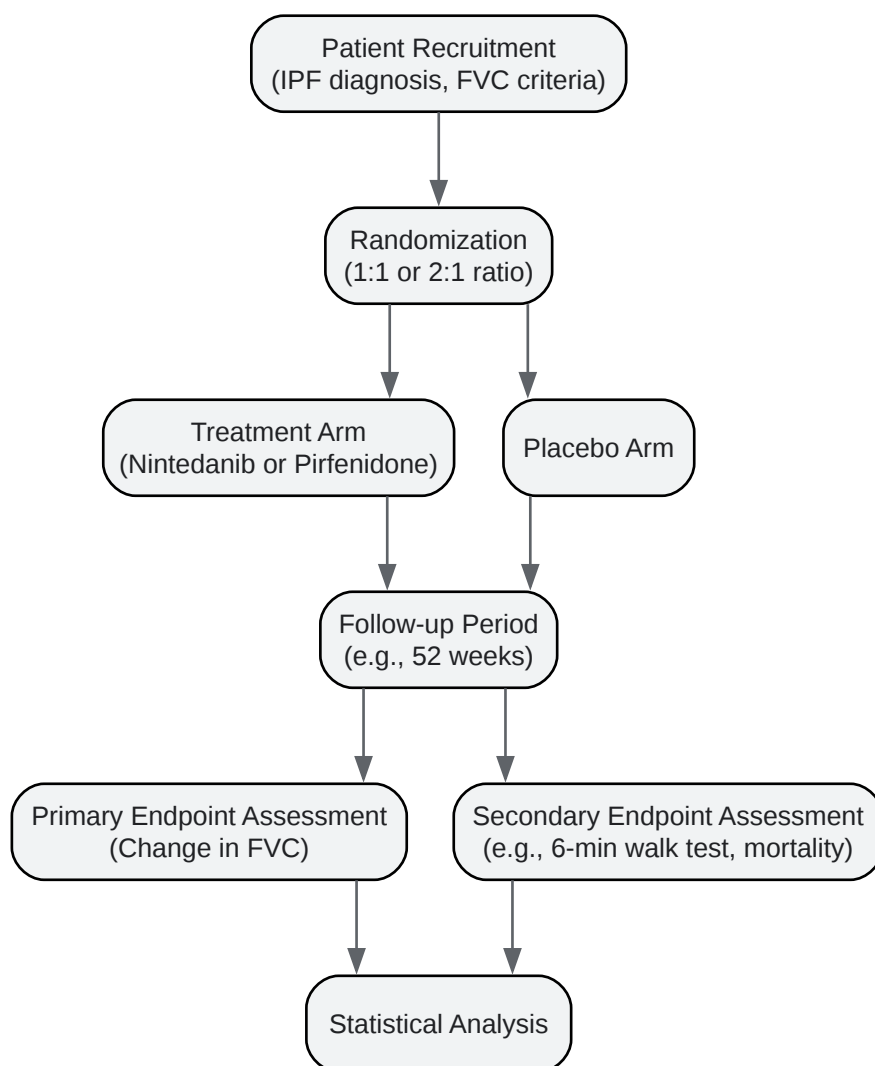 Patient Recruitment
(IPF diagnosis, FVC criteria)
Randomization
(1:1 or 2:1 ratio)
Treatment Arm
(Nintedanib or Pirfenidone)
Placebo Arm
Follow-up Period
(e.g., 52 weeks)
Primary Endpoint Assessment
(Change in FVC)
Secondary Endpoint Assessment
(e.g., 6-min walk test, mortality)
Statistical Analysis